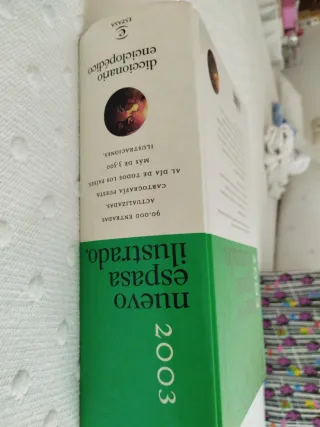 2003
nuevo
espasa
ilustrado,
90.000 ENTRADAS
ACTUALIZADAS.
CARTOGRAFÍA PUESTA
AL DÍA DE TODOS LOS PAÍSES.
MÁS DE 3.500
ILUSTRACIONES.
diccionario
enciclopédico
ESPASA